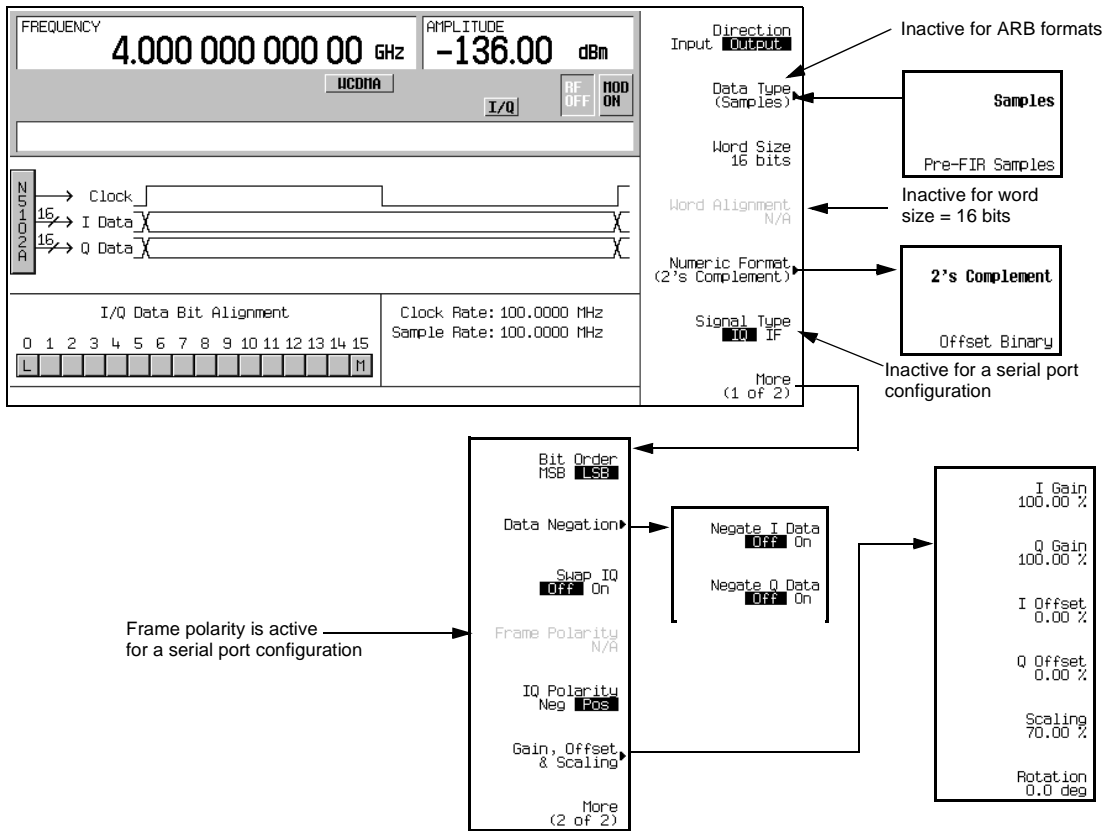 FREQUENCY
4.000 000 000 00 GHz
AMPLITUDE
-136.00 dBm
WCDMA
I/Q
RF
OFF
MOD
ON
N5102A
Clock
16
I Data
16
Q Data
I/Q Data Bit Alignment
0 1 2 3 4 5 6 7 8 9 10 11 12 13 14 15
L
M
Clock Rate: 100.0000 MHz
Sample Rate: 100.0000 MHz
Direction
Input Output
Data Type
(Samples)
Word Size
16 bits
Word Alignment
N/A
Numeric Format
(2's Complement)
Signal Type
IQ IF
More
(1 of 2)
Inactive for ARB formats
Samples
Pre-FIR Samples
Inactive for word
size = 16 bits
2's Complement
Offset Binary
Inactive for a serial port
configuration
Bit Order
MSB LSB
Data Negation
Swap IQ
Off On
Frame Polarity
N/A
IQ Polarity
Neg Pos
Gain, Offset
& Scaling
More
(2 of 2)
Frame polarity is active
for a serial port configuration
Negate I Data
Off On
Negate Q Data
Off On
I Gain
100.00 %
Q Gain
100.00 %
I Offset
0.00 %
Q Offset
0.00 %
Scaling
70.00 %
Rotation
0.0 deg